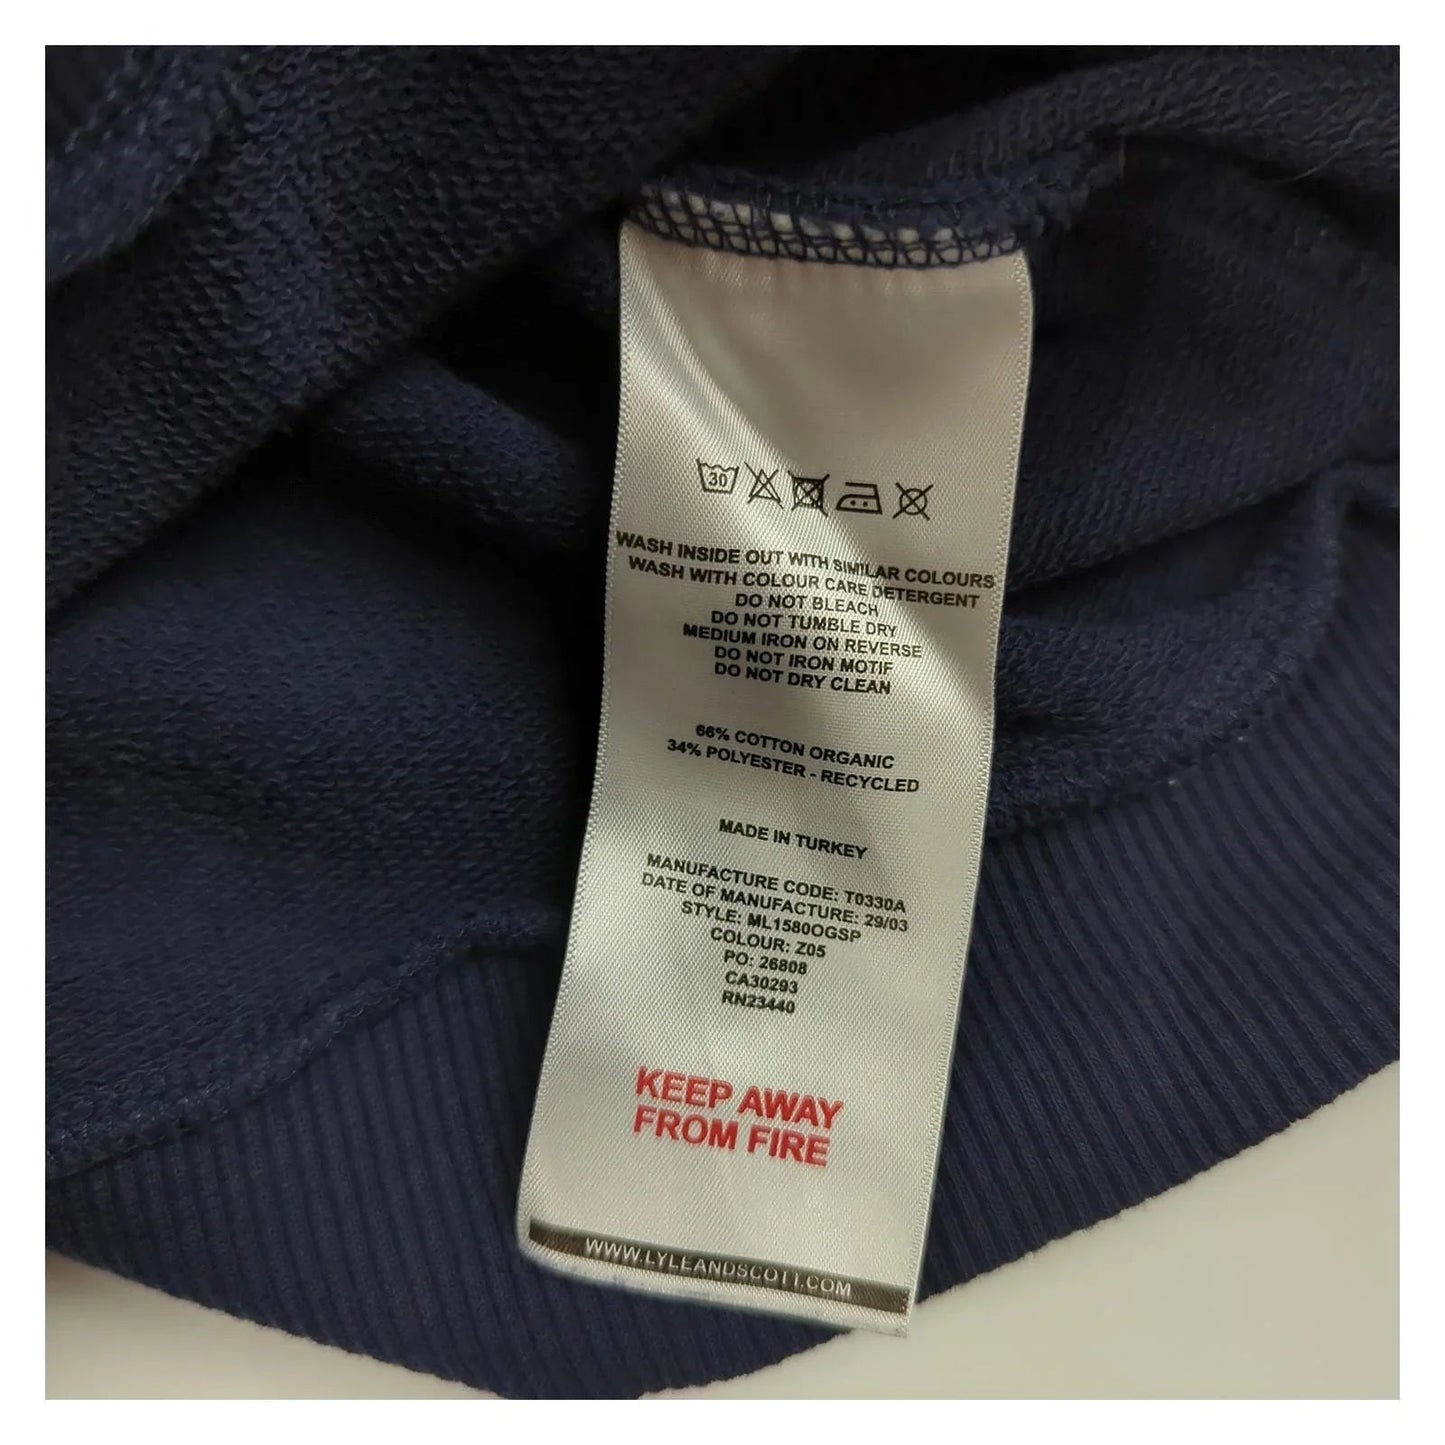 30
WASH INSIDE OUT WITH SIMILAR COLOURS
WASH WITH COLOUR CARE DETERGENT
DO NOT BLEACH
DO NOT TUMBLE DRY
MEDIUM IRON ON REVERSE
DO NOT IRON MOTIF
DO NOT DRY CLEAN
66% COTTON ORGANIC
34% POLYESTER - RECYCLED
MADE IN TURKEY
MANUFACTURE CODE: T0330A
DATE OF MANUFACTURE: 29/03
STYLE: ML1580OGSP
COLOUR: Z05
PO: 26808
CA30293
RN23440
KEEP AWAY
FROM FIRE
WWW.LYLEANDSCOTT.COM